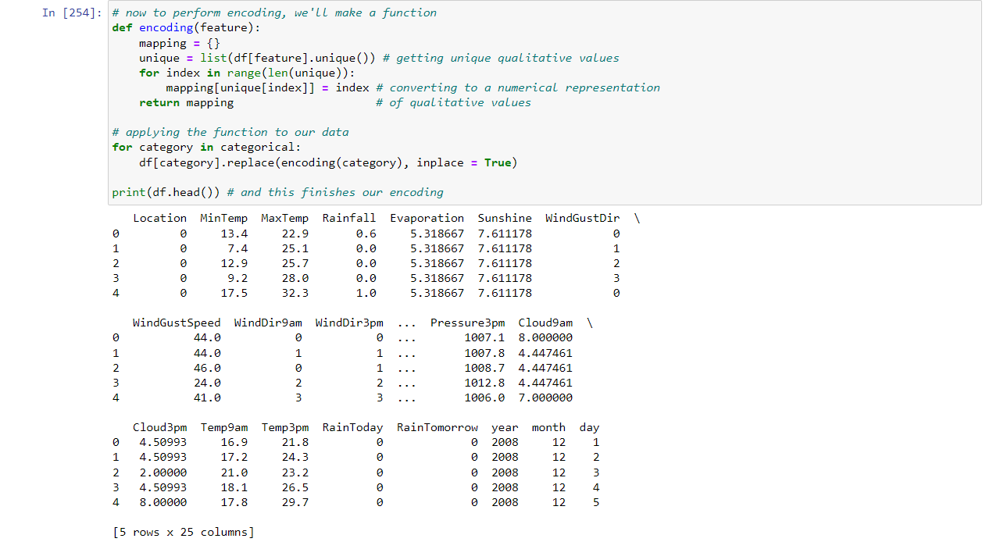 In [254]: # now to perform encoding, we'll make a function
def encoding(feature):
    mapping = {}
    unique = list(df[feature].unique()) # getting unique qualitative values
    for index in range(len(unique)):
        mapping[unique[index]] = index # converting to a numerical representation
    return mapping                     # of qualitative values

# applying the function to our data
for category in categorical:
    df[category].replace(encoding(category), inplace = True)

print(df.head()) # and this finishes our encoding
   Location  MinTemp  MaxTemp  Rainfall  Evaporation  Sunshine  WindGustDir  \
0         0     13.4     22.9       0.6     5.318667  7.611178            0
1         0      7.4     25.1       0.0     5.318667  7.611178            1
2         0     12.9     25.7       0.0     5.318667  7.611178            2
3         0      9.2     28.0       0.0     5.318667  7.611178            3
4         0     17.5     32.3       1.0     5.318667  7.611178            0

   WindGustSpeed  WindDir9am  WindDir3pm  ...  Pressure3pm  Cloud9am  \
0           44.0           0           0  ...       1007.1  8.000000
1           44.0           1           1  ...       1007.8  4.447461
2           46.0           0           1  ...       1008.7  4.447461
3           24.0           2           2  ...       1012.8  4.447461
4           41.0           3           3  ...       1006.0  7.000000

   Cloud3pm  Temp9am  Temp3pm  RainToday  RainTomorrow  year  month  day
0   4.50993     16.9     21.8          0             0  2008     12    1
1   4.50993     17.2     24.3          0             0  2008     12    2
2   2.00000     21.0     23.2          0             0  2008     12    3
3   4.50993     18.1     26.5          0             0  2008     12    4
4   8.00000     17.8     29.7          0             0  2008     12    5

[5 rows x 25 columns]